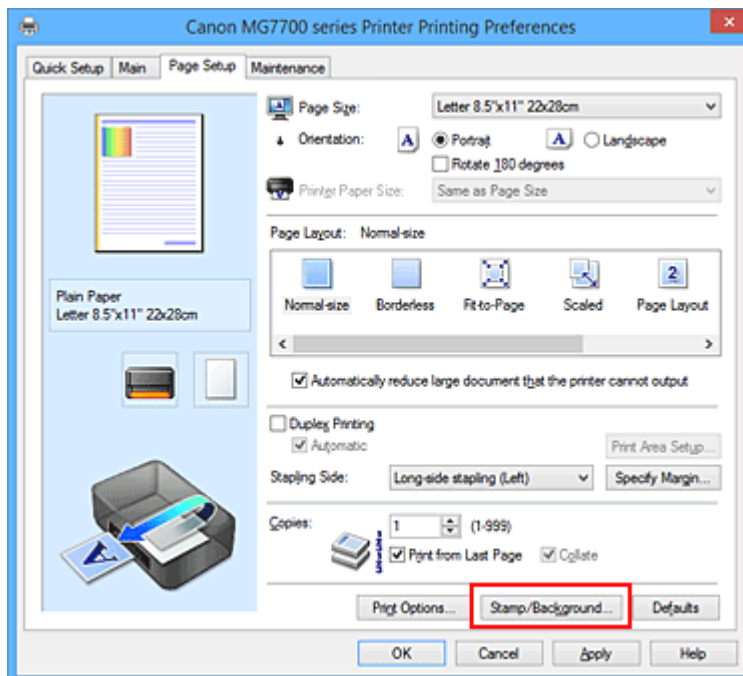 Canon MG7700 series Printer Printing Preferences
Quick Setup Main Page Setup Maintenance
Page Size: Letter 8.5"x11" 22x28cm
Orientation: A Portrait A Landscape
Rotate 180 degrees
Printer Paper Size: Same as Page Size
Page Layout: Normal-size
2
Normal-size Borderless Fit-to-Page Scaled Page Layout
Plain Paper
Letter 8.5"x11" 22x28cm
Automatically reduce large document that the printer cannot output
Duplex Printing
Automatic Print Area Setup...
Stapling Side: Long-side stapling (Left) Specify Margin...
Copies: 1 (1-999)
Print from Last Page Collate
A
Print Options... Stamp/Background... Defaults
OK Cancel Apply Help